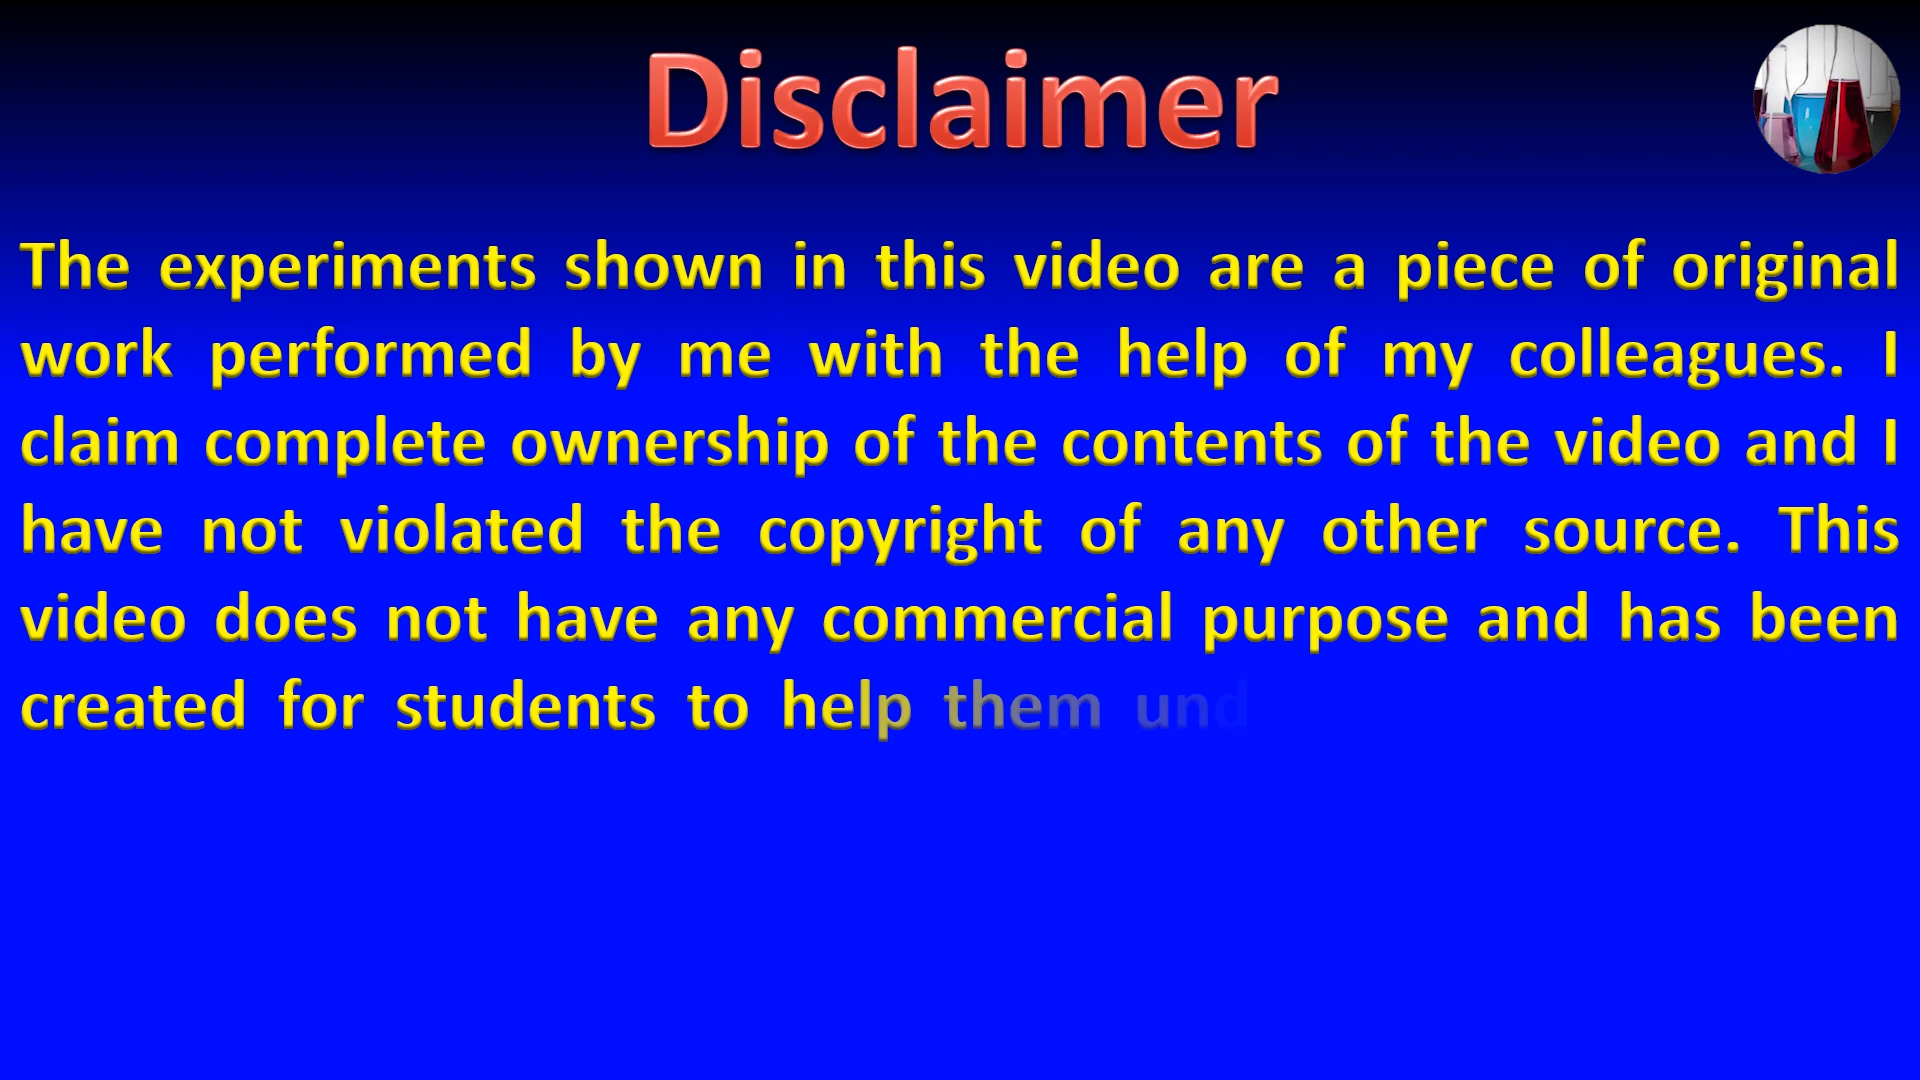 Disclaimer
The experiments shown in this video are a piece of original
work performed by me with the help of my colleagues. I
claim complete ownership of the contents of the video and I
have not violated the copyright of any other source. This
video does not have any commercial purpose and has been
created for students to help them und